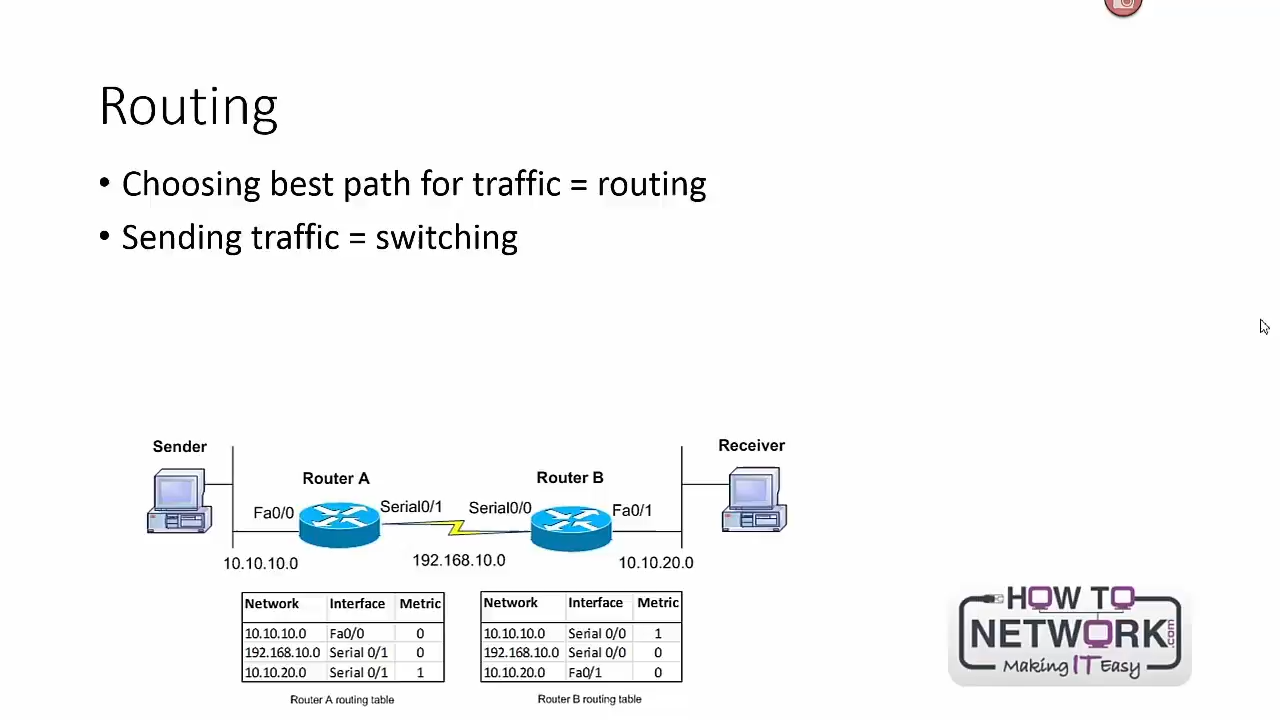 Routing
• Choosing best path for traffic = routing
• Sending traffic = switching
Sender
Receiver
Router A
Router B
Fa0/0
Serial0/1
Serial0/0
Fa0/1
10.10.10.0
192.168.10.0
10.10.20.0
Network Interface Metric
10.10.10.0 Fa0/0 0
192.168.10.0 Serial 0/1 0
10.10.20.0 Serial 0/1 1
Router A routing table
Network Interface Metric
10.10.10.0 Serial 0/0 1
192.168.10.0 Serial 0/0 0
10.10.20.0 Fa0/1 0
Router B routing table
HOW TO
NETWORK.com
Making IT Easy